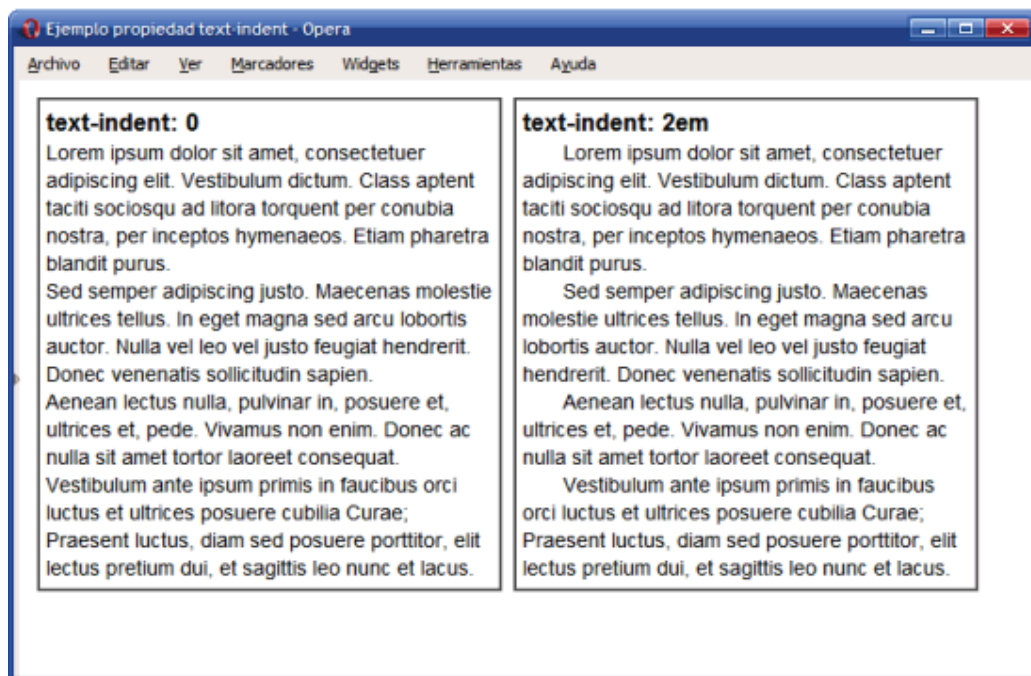 Ejemplo propiedad text-indent - Opera
Archivo Editar Ver Marcadores Widgets Herramientas Ayuda
text-indent: 0
Lorem ipsum dolor sit amet, consectetuer
adipiscing elit. Vestibulum dictum. Class aptent
taciti sociosqu ad litora torquent per conubia
nostra, per inceptos hymenaeos. Etiam pharetra
blandit purus.
Sed semper adipiscing justo. Maecenas molestie
ultrices tellus. In eget magna sed arcu lobortis
auctor. Nulla vel leo vel justo feugiat hendrerit.
Donec venenatis sollicitudin sapien.
Aenean lectus nulla, pulvinar in, posuere et,
ultrices et, pede. Vivamus non enim. Donec ac
nulla sit amet tortor laoreet consequat.
Vestibulum ante ipsum primis in faucibus orci
luctus et ultrices posuere cubilia Curae;
Praesent luctus, diam sed posuere porttitor, elit
lectus pretium dui, et sagittis leo nunc et lacus.
text-indent: 2em
Lorem ipsum dolor sit amet, consectetuer
adipiscing elit. Vestibulum dictum. Class aptent
taciti sociosqu ad litora torquent per conubia
nostra, per inceptos hymenaeos. Etiam pharetra
blandit purus.
Sed semper adipiscing justo. Maecenas
molestie ultrices tellus. In eget magna sed arcu
lobortis auctor. Nulla vel leo vel justo feugiat
hendrerit. Donec venenatis sollicitudin sapien.
Aenean lectus nulla, pulvinar in, posuere et,
ultrices et, pede. Vivamus non enim. Donec ac
nulla sit amet tortor laoreet consequat.
Vestibulum ante ipsum primis in faucibus
orci luctus et ultrices posuere cubilia Curae;
Praesent luctus, diam sed posuere porttitor, elit
lectus pretium dui, et sagittis leo nunc et lacus.